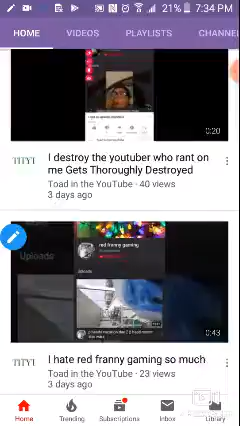 21% 7:34 PM
HOME VIDEOS PLAYLISTS CHANNEL
0:20
I destroy the youtuber who rant on
me Gets Thoroughly Destroyed
Toad in the YouTube · 40 views
3 days ago
Uploads
red franny gaming
0:43
I hate red franny gaming so much
Toad in the YouTube · 23 views
3 days ago
Home Trending Subscriptions Inbox Library